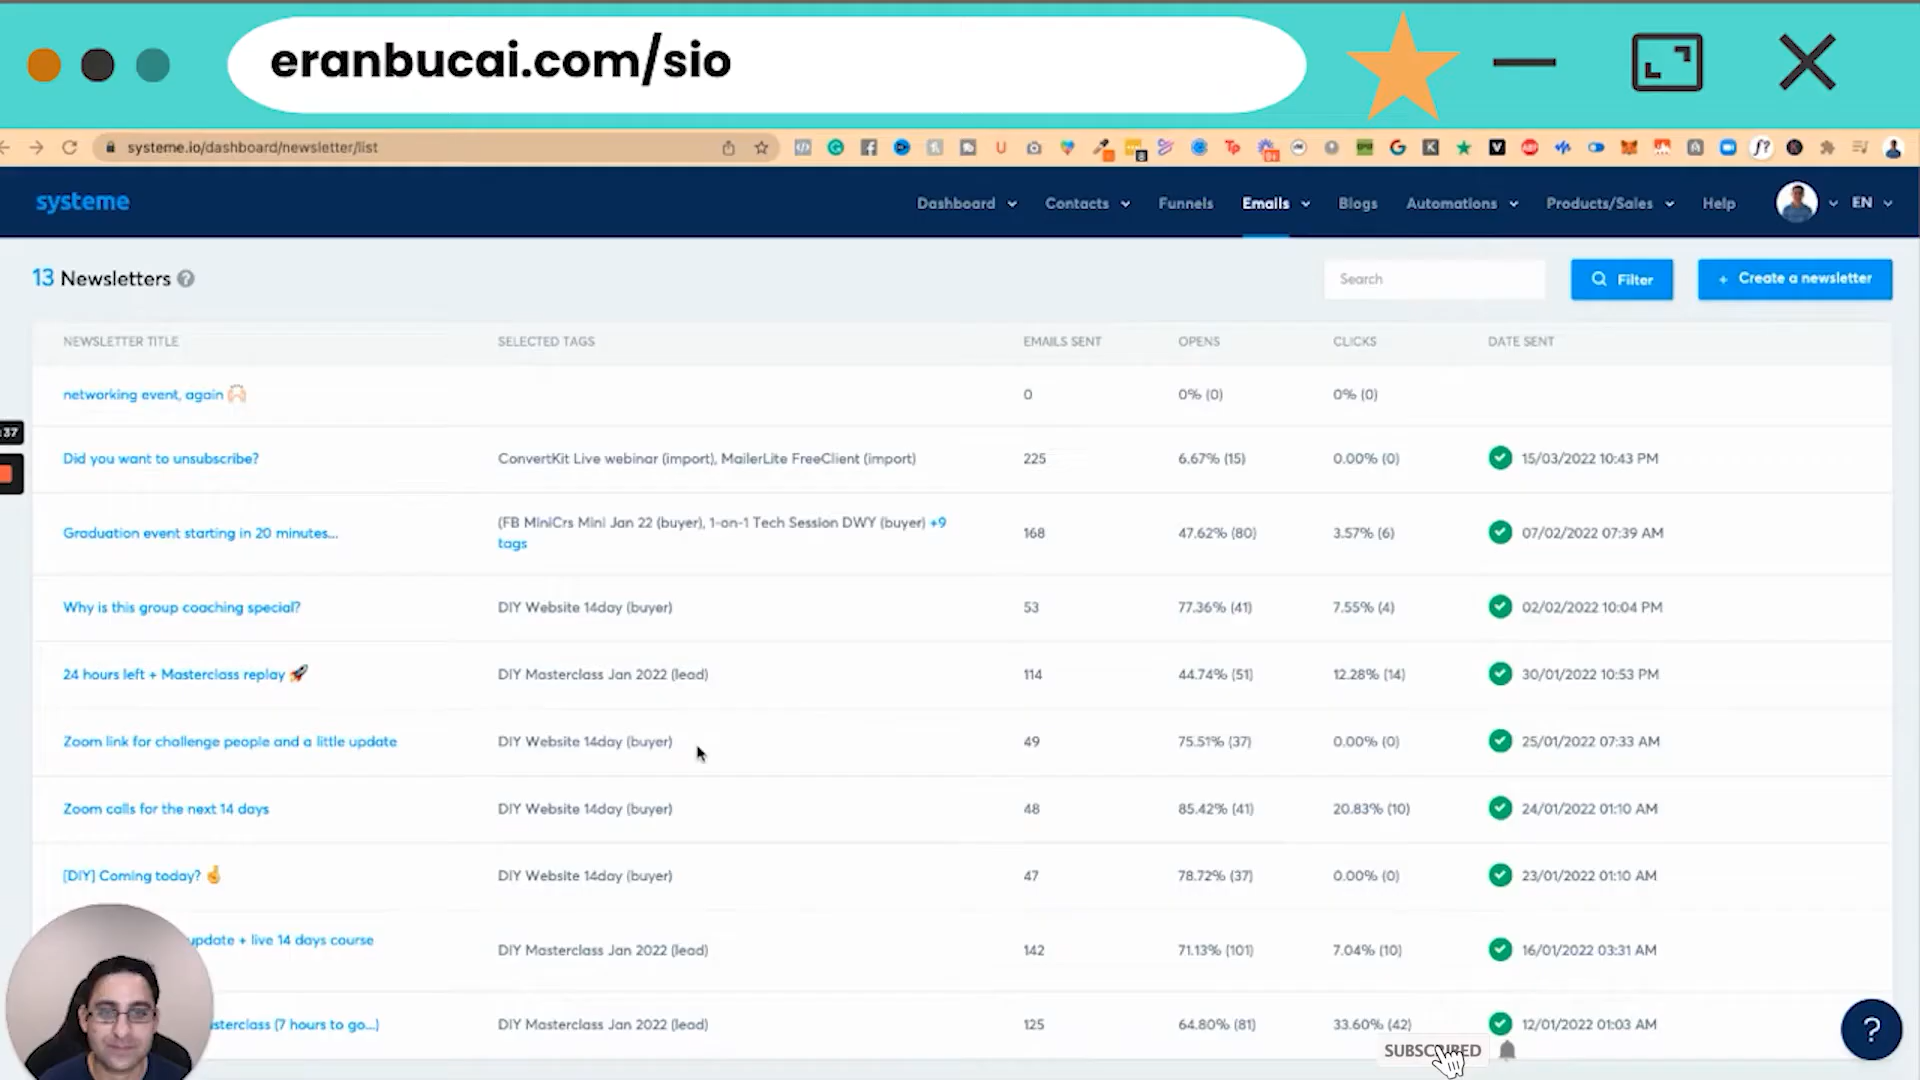 eranbucai.com/sio
systeme.io/dashboard/newsletter/list
systeme
Dashboard Contacts Funnels Emails Blogs Automations Products/Sales Help EN
13 Newsletters ?
Search Filter + Create a newsletter
NEWSLETTER TITLE SELECTED TAGS EMAILS SENT OPENS CLICKS DATE SENT
networking event, again 0 0% (0) 0% (0)
:37
Did you want to unsubscribe? ConvertKit Live webinar (import), MailerLite FreeClient (import) 225 6.67% (15) 0.00% (0) 15/03/2022 10:43 PM
Graduation event starting in 20 minutes... (FB MiniCrs Mini Jan 22 (buyer), 1-on-1 Tech Session DWY (buyer) +9 tags 168 47.62% (80) 3.57% (6) 07/02/2022 07:39 AM
Why is this group coaching special? DIY Website 14day (buyer) 53 77.36% (41) 7.55% (4) 02/02/2022 10:04 PM
24 hours left + Masterclass replay DIY Masterclass Jan 2022 (lead) 114 44.74% (51) 12.28% (14) 30/01/2022 10:53 PM
Zoom link for challenge people and a little update DIY Website 14day (buyer) 49 75.51% (37) 0.00% (0) 25/01/2022 07:33 AM
Zoom calls for the next 14 days DIY Website 14day (buyer) 48 85.42% (41) 20.83% (10) 24/01/2022 01:10 AM
[DIY] Coming today? DIY Website 14day (buyer) 47 78.72% (37) 0.00% (0) 23/01/2022 01:10 AM
update + live 14 days course DIY Masterclass Jan 2022 (lead) 142 71.13% (101) 7.04% (10) 16/01/2022 03:31 AM
sterclass (7 hours to go...) DIY Masterclass Jan 2022 (lead) 125 64.80% (81) 33.60% (42) 12/01/2022 01:03 AM
SUBSCRIBED
?